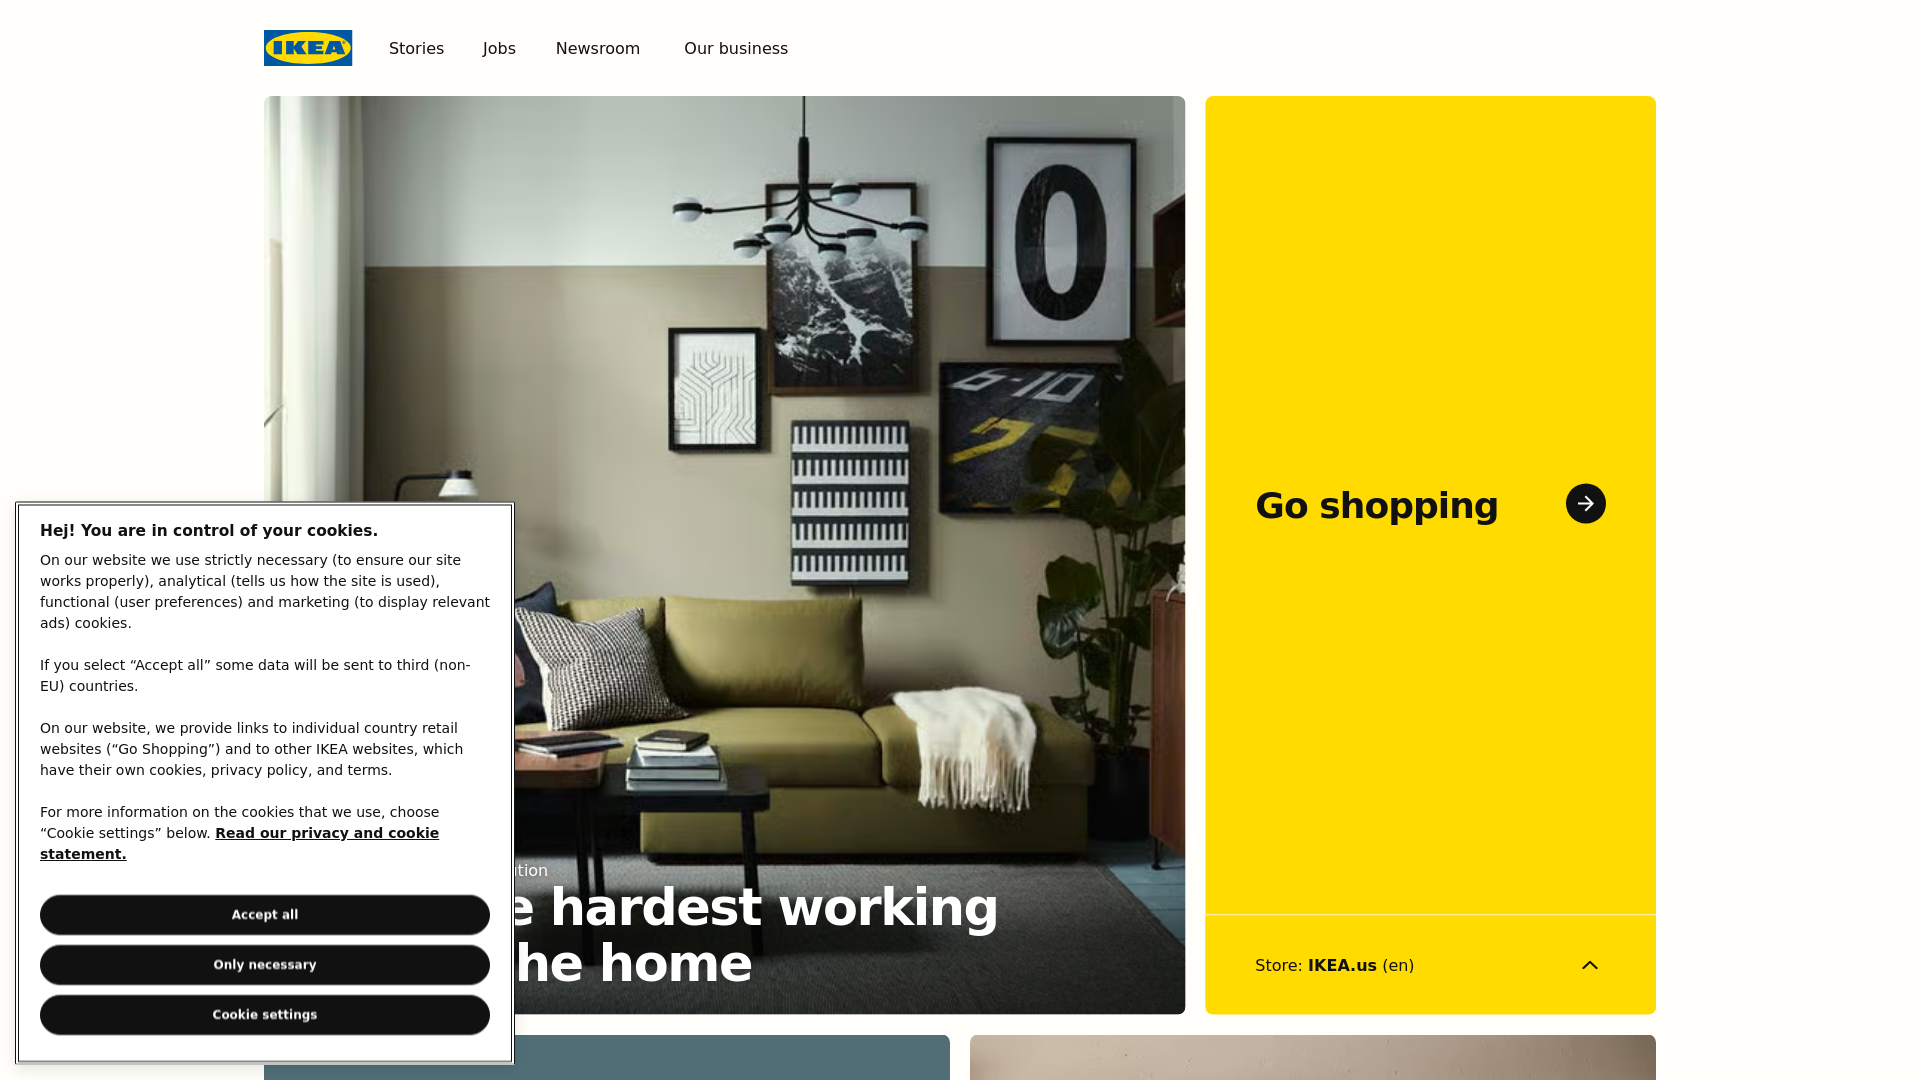 IKEA
Stories
Jobs
Newsroom
Our business
0
6-10
Go shopping
hardest working
he home
Store: IKEA.us (en)
Hej! You are in control of your cookies.
On our website we use strictly necessary (to ensure our site
works properly), analytical (tells us how the site is used),
functional (user preferences) and marketing (to display relevant
ads) cookies.
If you select “Accept all” some data will be sent to third (non-
EU) countries.
On our website, we provide links to individual country retail
websites (“Go Shopping”) and to other IKEA websites, which
have their own cookies, privacy policy, and terms.
For more information on the cookies that we use, choose
“Cookie settings” below. Read our privacy and cookie
statement.
Accept all
Only necessary
Cookie settings